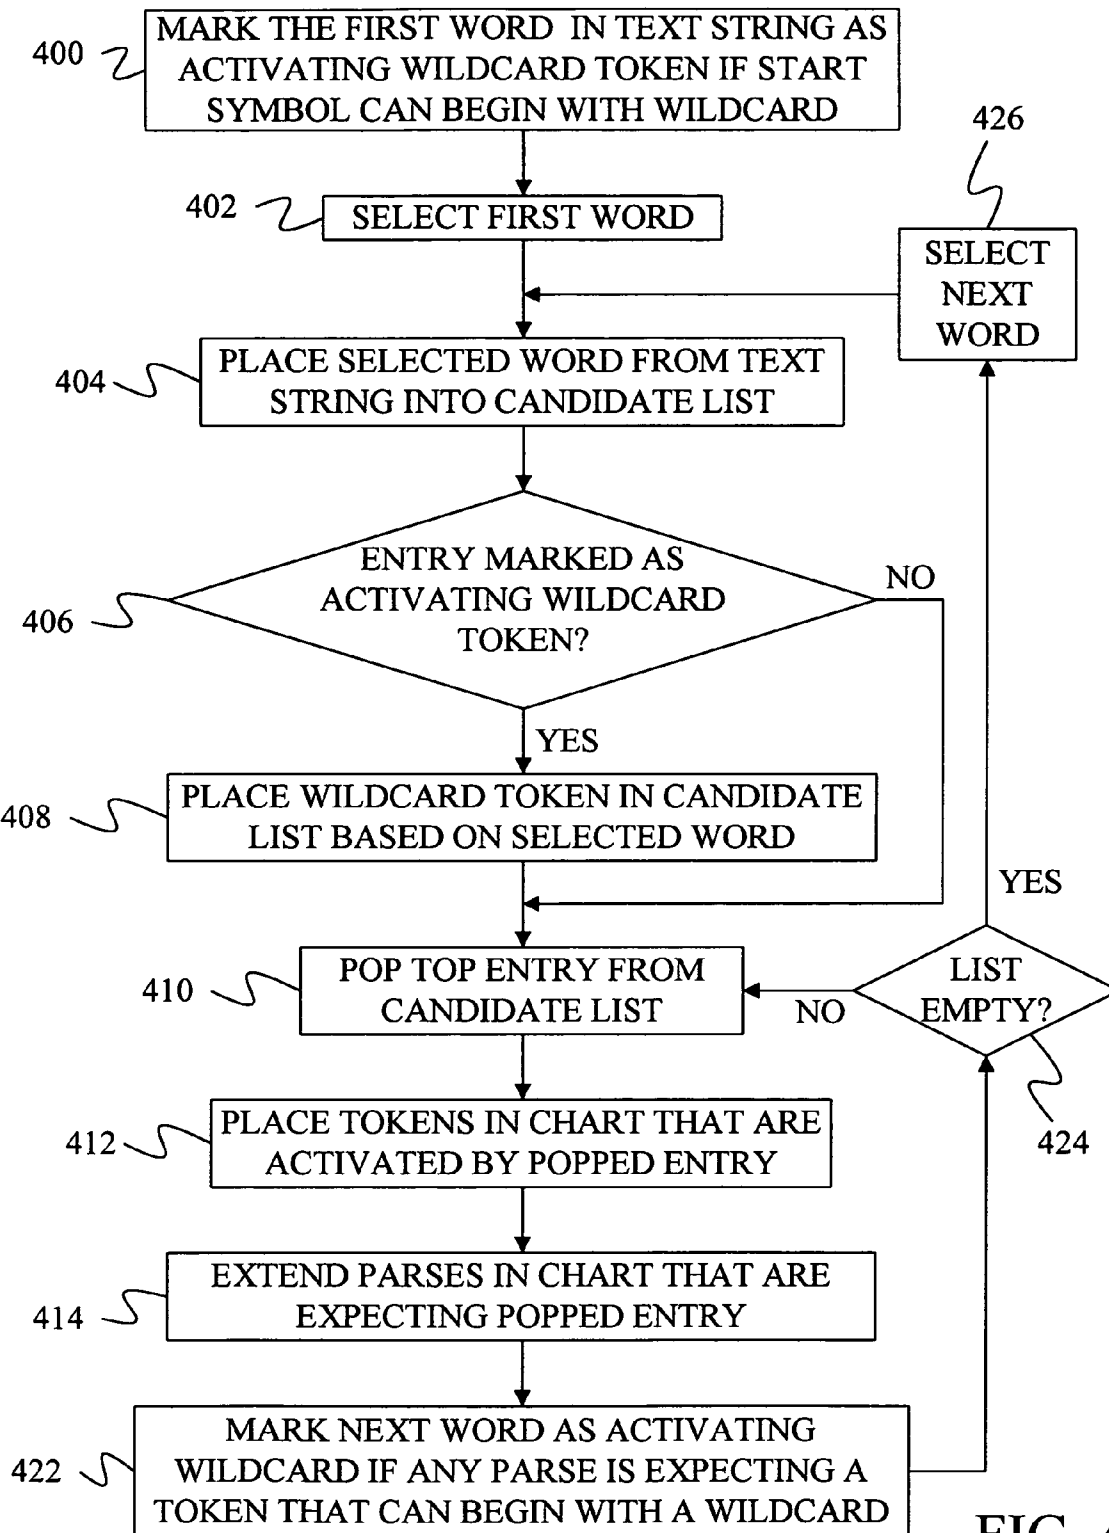 400
MARK THE FIRST WORD IN TEXT STRING AS
ACTIVATING WILDCARD TOKEN IF START
SYMBOL CAN BEGIN WITH WILDCARD
402
SELECT FIRST WORD
426
SELECT
NEXT
WORD
404
PLACE SELECTED WORD FROM TEXT
STRING INTO CANDIDATE LIST
406
ENTRY MARKED AS
ACTIVATING WILDCARD
TOKEN?
NO
YES
408
PLACE WILDCARD TOKEN IN CANDIDATE
LIST BASED ON SELECTED WORD
YES
410
POP TOP ENTRY FROM
CANDIDATE LIST
NO
LIST
EMPTY?
424
412
PLACE TOKENS IN CHART THAT ARE
ACTIVATED BY POPPED ENTRY
414
EXTEND PARSES IN CHART THAT ARE
EXPECTING POPPED ENTRY
422
MARK NEXT WORD AS ACTIVATING
WILDCARD IF ANY PARSE IS EXPECTING A
TOKEN THAT CAN BEGIN WITH A WILDCARD
FIG.